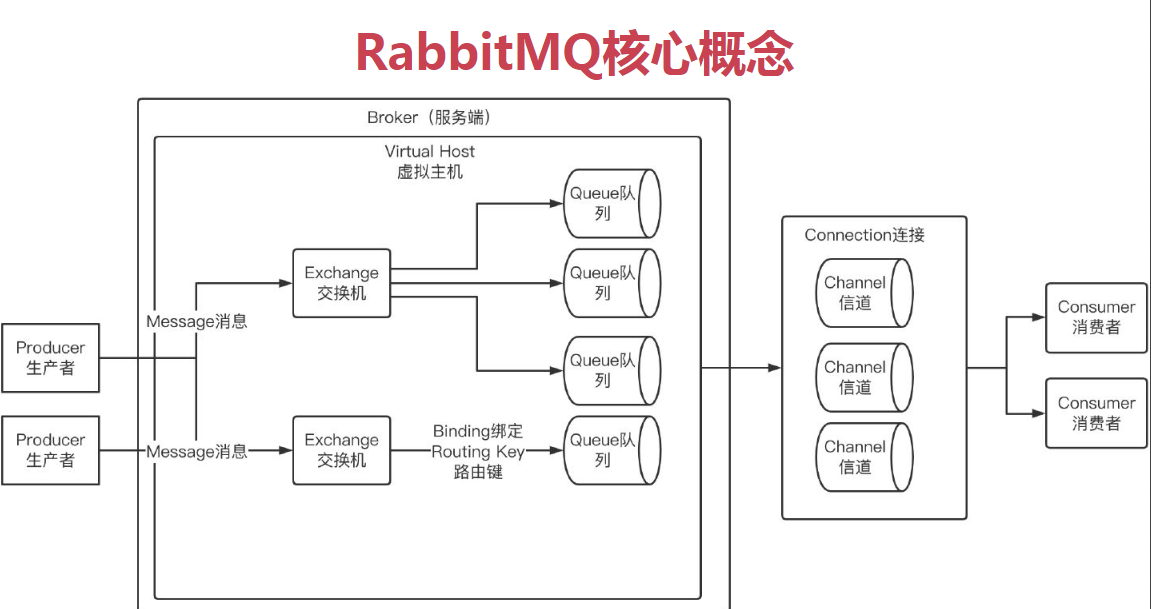 RabbitMQ核心概念
Broker（服务端）
Virtual Host
虚拟主机
Queue队
列
Exchange
交换机
Queue队
列
Message消息
Producer
生产者
Queue队
列
Producer
生产者
Message消息
Exchange
交换机
Binding绑定
Routing Key
路由键
Queue队
列
Connection连接
Channel
信道
Channel
信道
Channel
信道
Consumer
消费者
Consumer
消费者